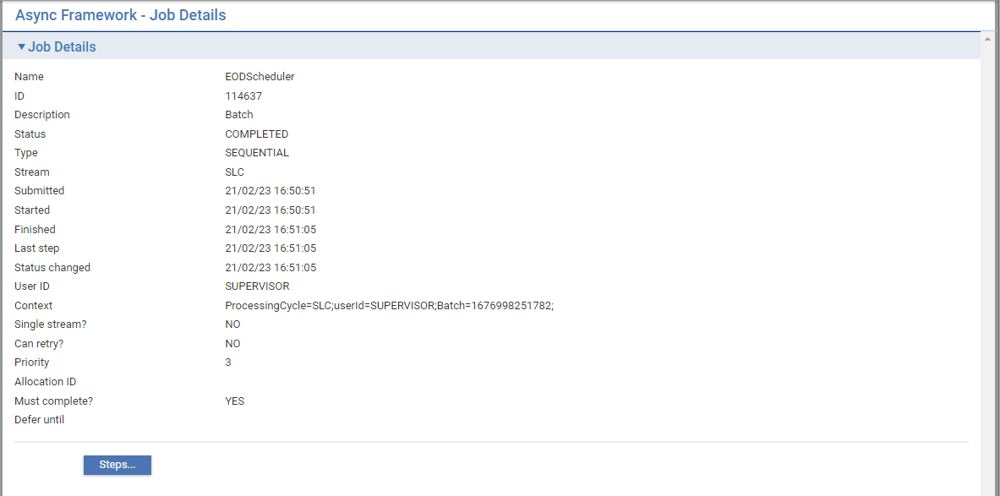 Async Framework - Job Details
Job Details
Name EODScheduler
ID 114637
Description Batch
Status COMPLETED
Type SEQUENTIAL
Stream SLC
Submitted 21/02/23 16:50:51
Started 21/02/23 16:50:51
Finished 21/02/23 16:51:05
Last step 21/02/23 16:51:05
Status changed 21/02/23 16:51:05
User ID SUPERVISOR
Context ProcessingCycle=SLC;userId=SUPERVISOR;Batch=1676998251782;
Single stream? NO
Can retry? NO
Priority 3
Allocation ID
Must complete? YES
Defer until
Steps...